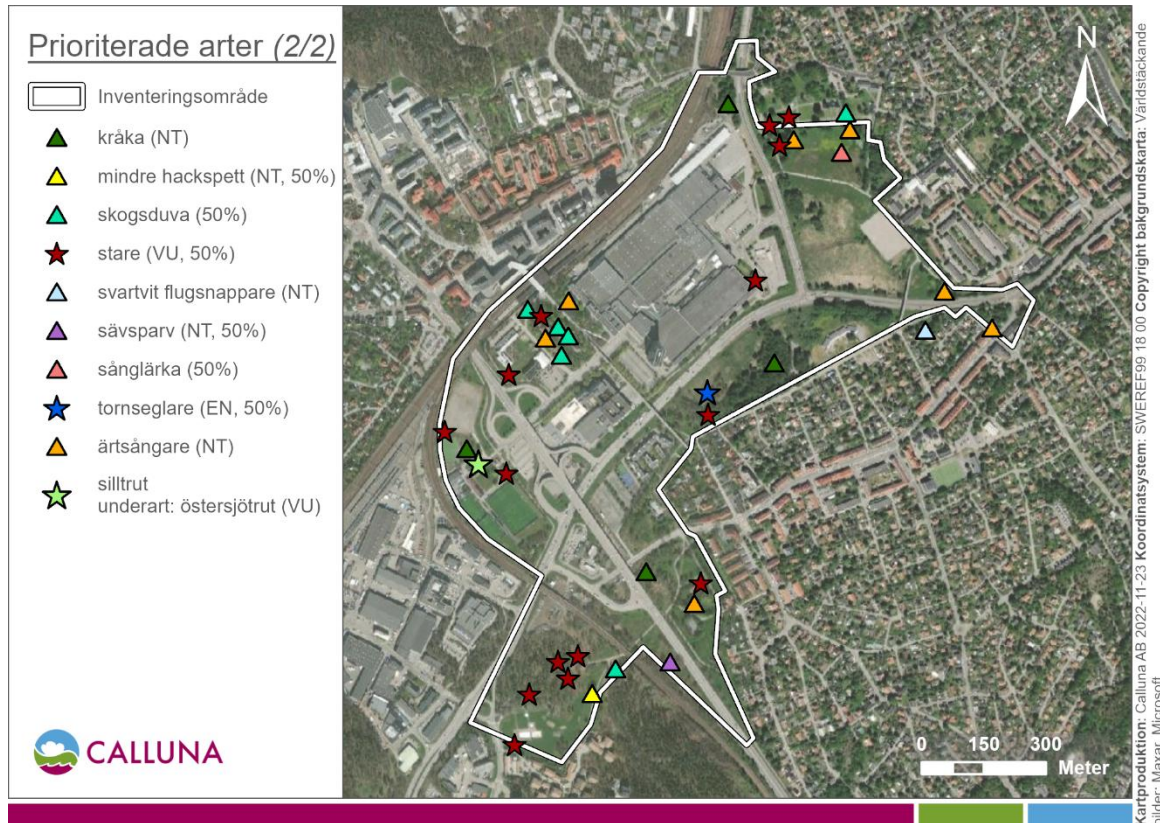 Prioriterade arter (2/2)
Inventeringsområde
kråka (NT)
mindre hackspett (NT, 50%)
skogsduva (50%)
stare (VU, 50%)
svartvit flugsnappare (NT)
sävsparv (NT, 50%)
sånglärka (50%)
tornseglare (EN, 50%)
ärtsångare (NT)
silltrut
underart: östersjötrut (VU)
CALLUNA
N
0 150 300
Meter
Kartproduktion: Calluna AB 2022-11-23 Koordinatsystem: SWEREF99 18 00 Copyright bakgrundskarta: Världstäckande
bilder: Maxar, Microsoft